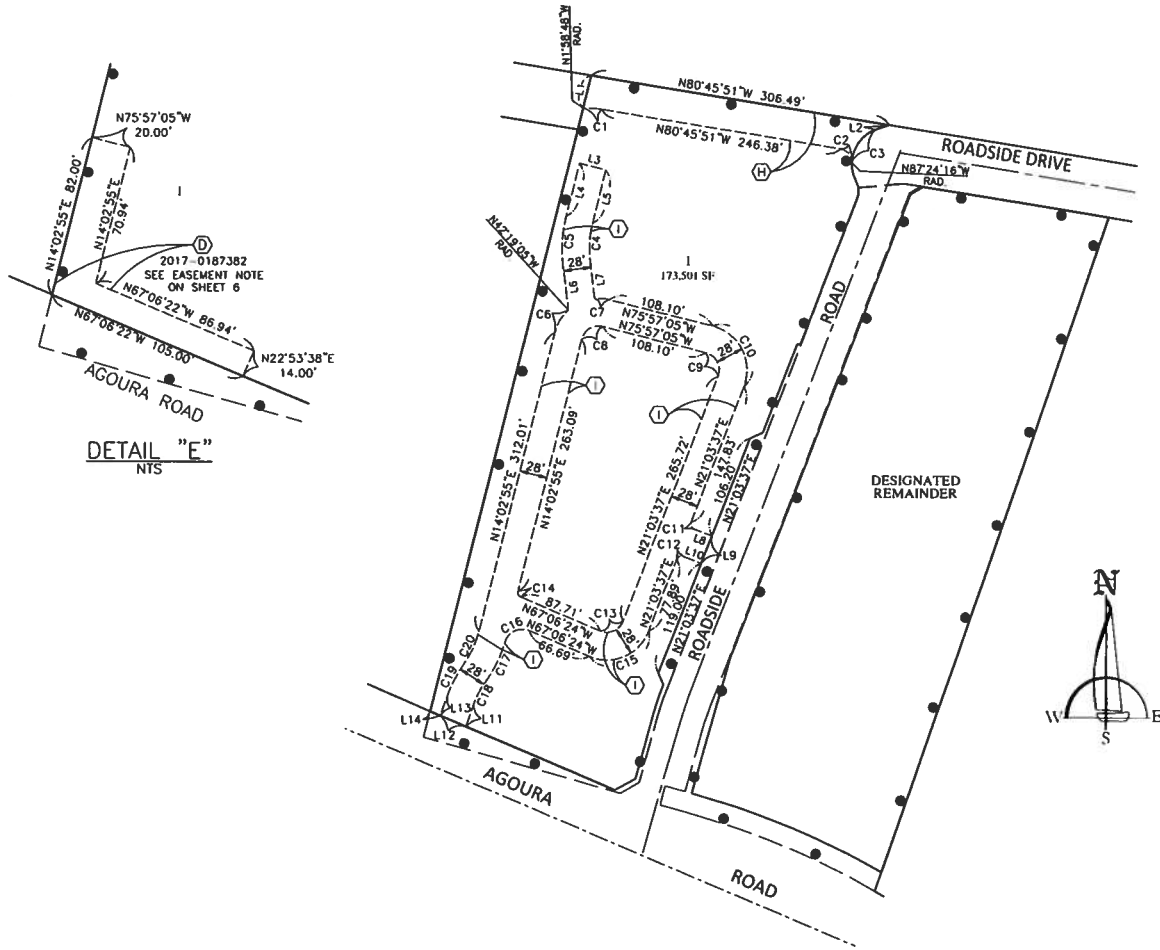 N1°58'48"W
RAD.
L1
N80°45'51"W 306.49'
C1
N80°45'51"W 246.38'
L2
C2
C3
ROADSIDE DRIVE
H
N87°24'16"W
RAD.
N75°57'05"W
20.00'
N14°02'55"E 82.00'
N14°02'55"E
70.94'
1
D
2017-0187382
SEE EASEMENT NOTE
ON SHEET 6
N67°06'22"W 86.94'
N67°06'22"W 105.00'
N22°53'38"E
14.00'
AGOURA ROAD
DETAIL "E"
NTS
L3
L4
L5
C5
C4
I
28'
L6
L7
N47°19'05"W
RAD
1
173,501 SF
C6
C7
108.10'
N75°57'05"W
N75°57'05"W
108.10'
C8
C9
28'
C10
I
I
N14°02'55"E 312.01'
28'
N14°02'55"E 263.09'
N21°03'37"E 265.72'
N21°03'37"E
147.83'
106.20'
N21°03'37"E
28'
C11
L8
C12
L10
L9
ROAD
ROADSIDE
DESIGNATED
REMAINDER
C14
87.71'
N67°06'24"W
N67°06'24"W
66.69'
C13
28'
C15
N21°03'37"E
77.89'
119.00'
N21°03'37"E
C16
I
I
C20
C17
28'
C19
C18
L13
L14
L11
L12
AGOURA
ROAD
N
W
E
S